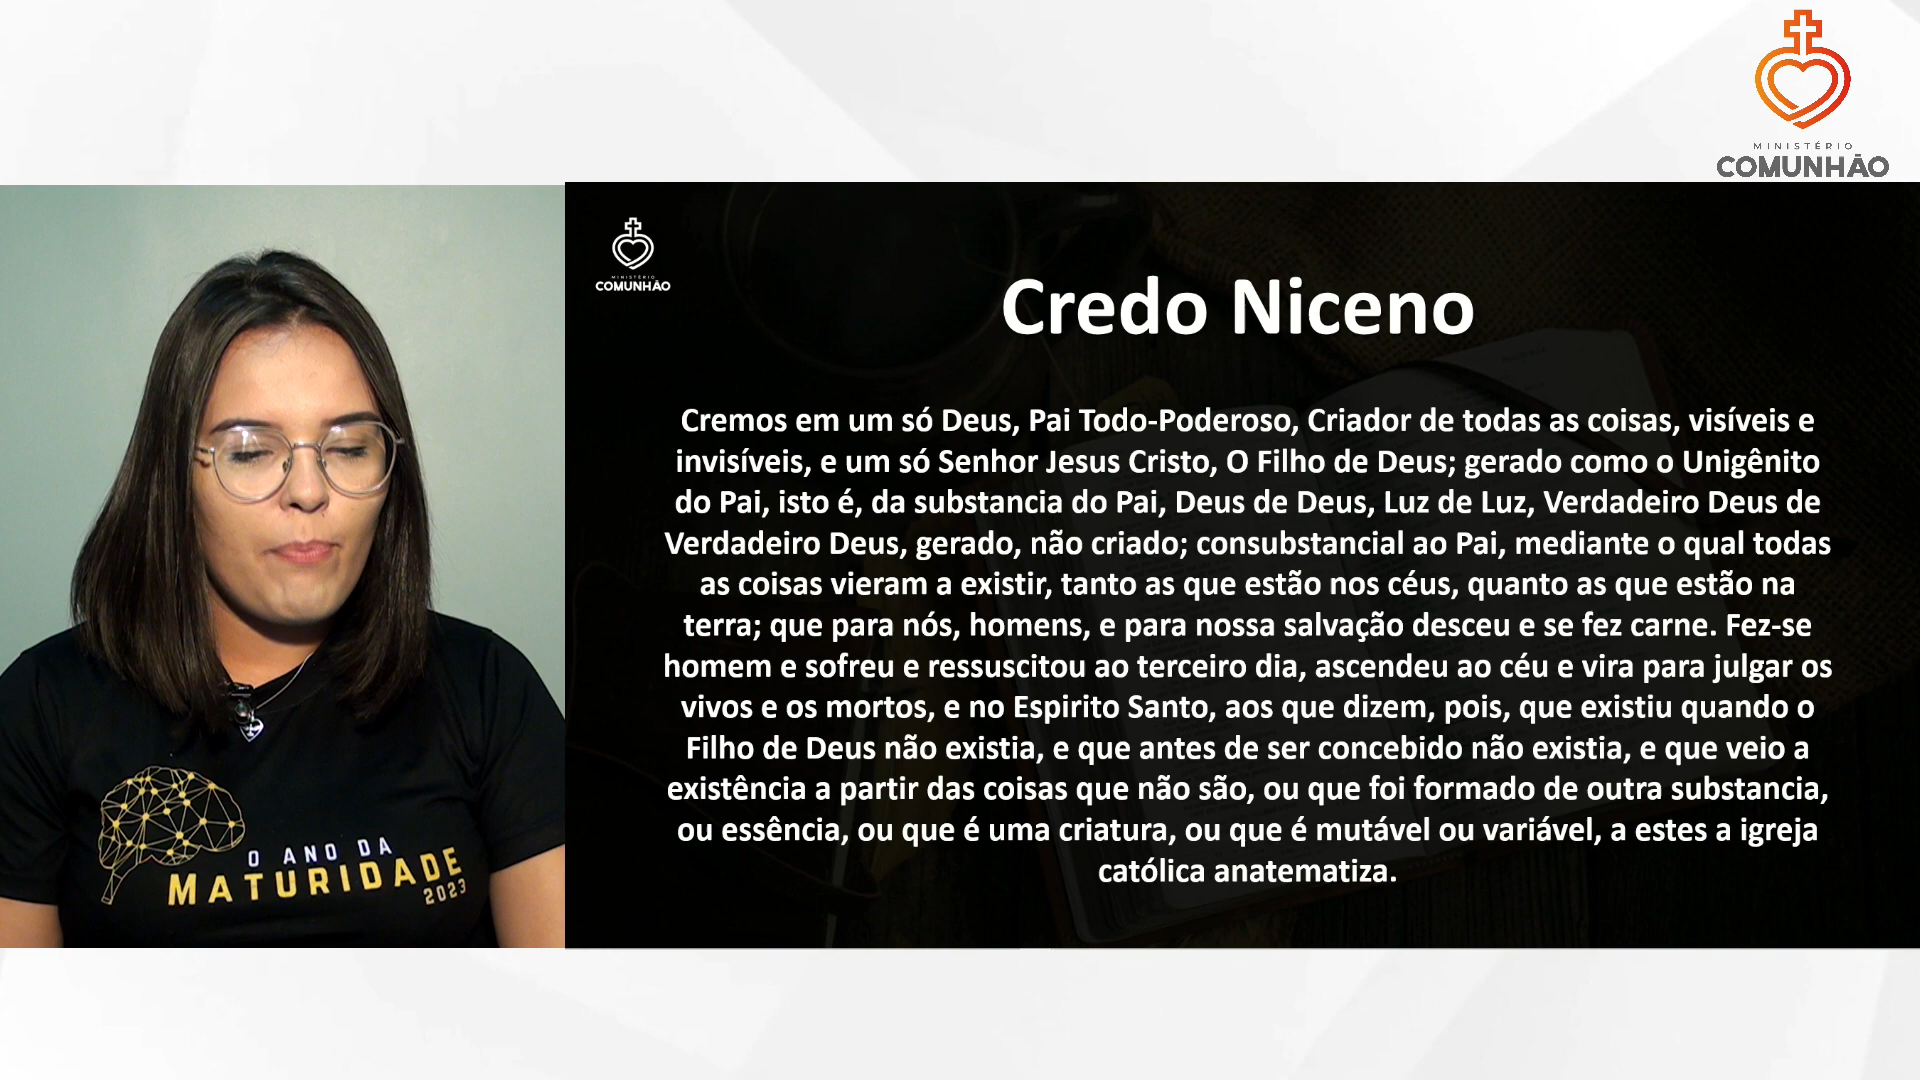 MINISTÉRIO
COMUNHÃO
MINISTÉRIO
COMUNHÃO
Credo Niceno
Cremos em um só Deus, Pai Todo-Poderoso, Criador de todas as coisas, visíveis e
invisíveis, e um só Senhor Jesus Cristo, O Filho de Deus; gerado como o Unigênito
do Pai, isto é, da substancia do Pai, Deus de Deus, Luz de Luz, Verdadeiro Deus de
Verdadeiro Deus, gerado, não criado; consubstancial ao Pai, mediante o qual todas
as coisas vieram a existir, tanto as que estão nos céus, quanto as que estão na
terra; que para nós, homens, e para nossa salvação desceu e se fez carne. Fez-se
homem e sofreu e ressuscitou ao terceiro dia, ascendeu ao céu e vira para julgar os
vivos e os mortos, e no Espirito Santo, aos que dizem, pois, que existiu quando o
Filho de Deus não existia, e que antes de ser concebido não existia, e que veio a
existência a partir das coisas que não são, ou que foi formado de outra substancia,
ou essência, ou que é uma criatura, ou que é mutável ou variável, a estes a igreja
católica anatematiza.
O ANO DA
MATURIDADE
2023